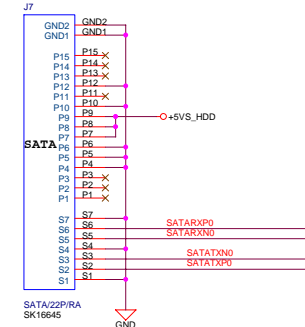 J7
GND2 GND2
GND1 GND1
P15 P15
P14 P14
P13 P13
P12 P12
P11 P11
P10 P10
P9 P9 +5VS_HDD
P8 P8
P7 P7
SATA P6 P6
P5 P5
P4 P4
P3 P3
P2 P2
P1 P1
S7 S7
S6 S6 SATARXP0
S5 S5 SATARXN0
S4 S4
S3 S3 SATATXN0
S2 S2 SATATXP0
S1 S1
SATA/22P/RA
SK16645
GND